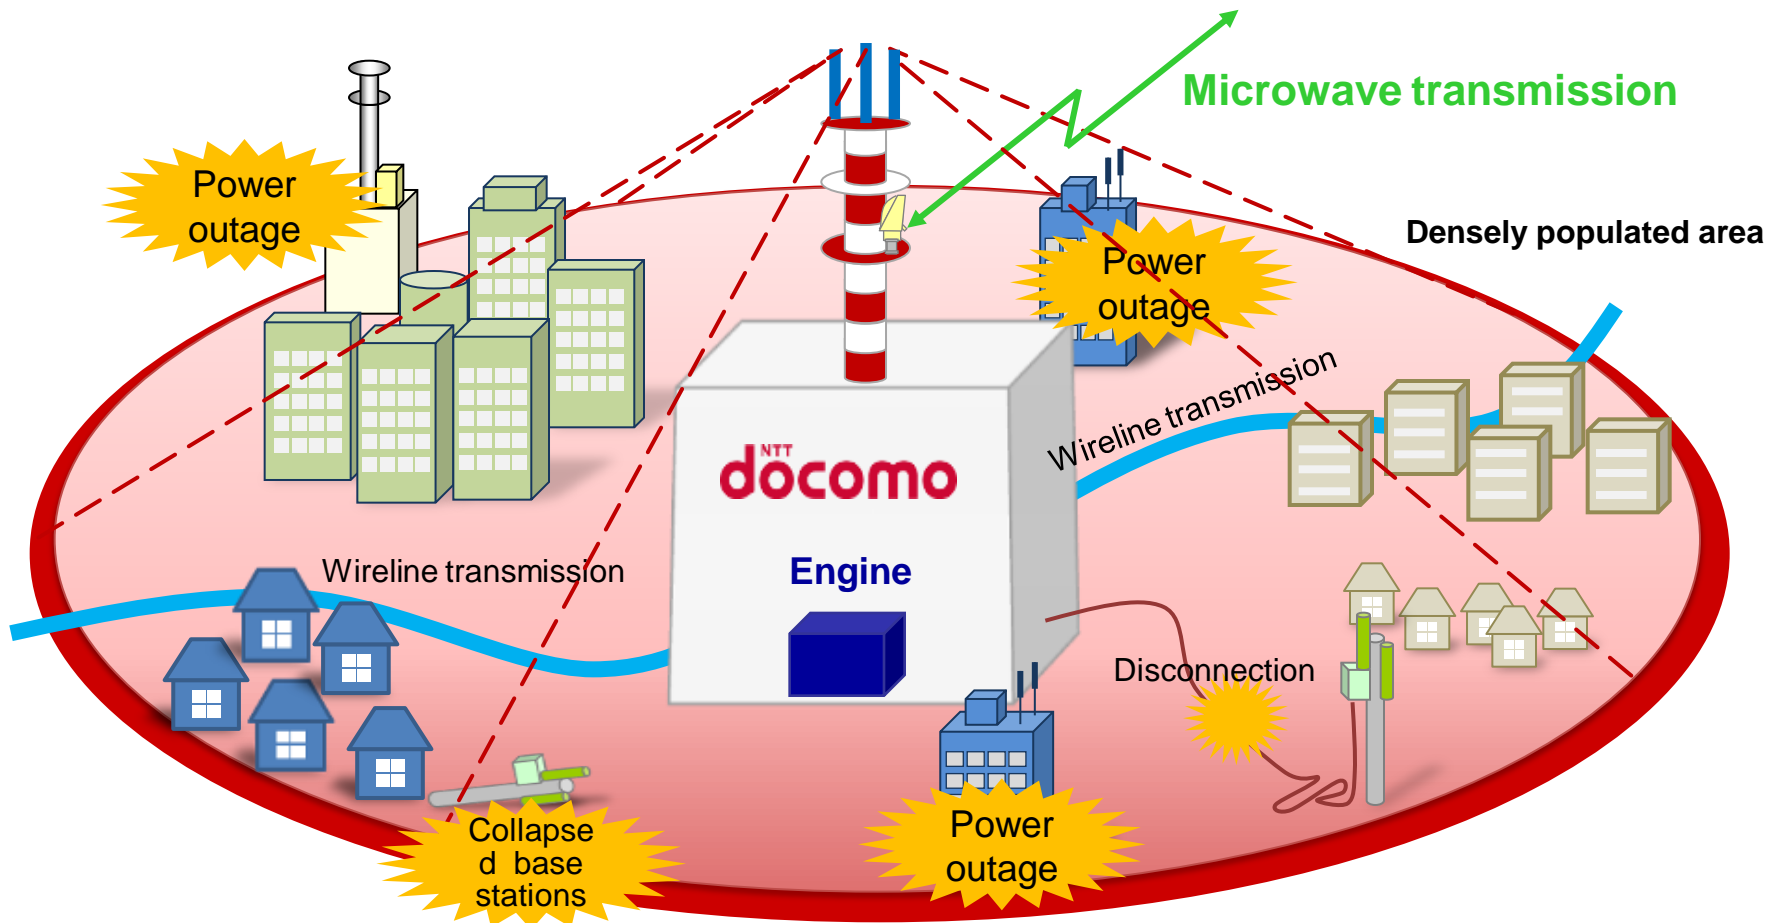 Microwave transmission
Power
outage
Densely populated area
Power
outage
Wireline transmission
NTT
döcomo
Wireline transmission
Engine
Disconnection
Collapse
d base
stations
Power
outage